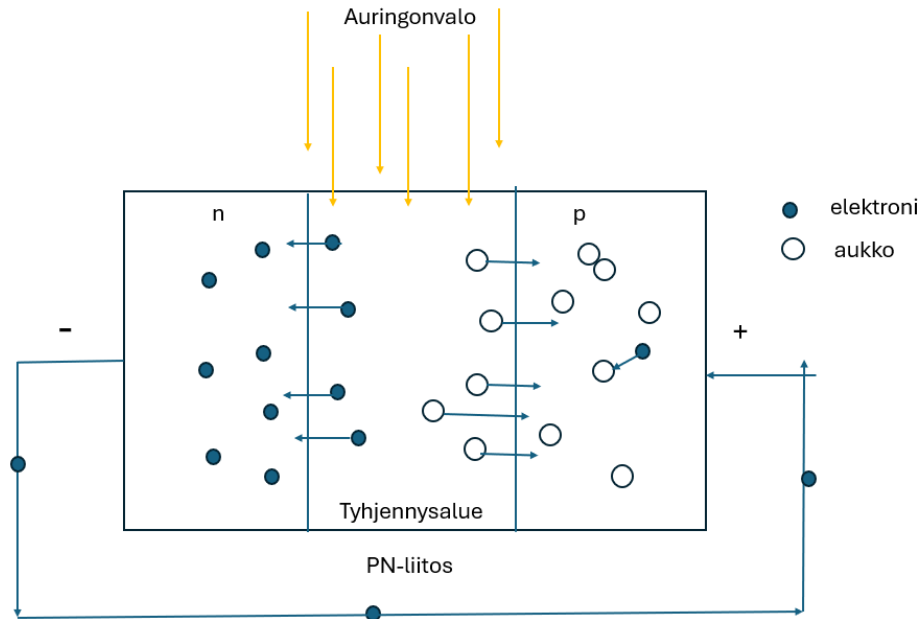 Auringonvalo
n
p
elektroni
aukko
-
+
Tyhjennysalue
PN-liitos